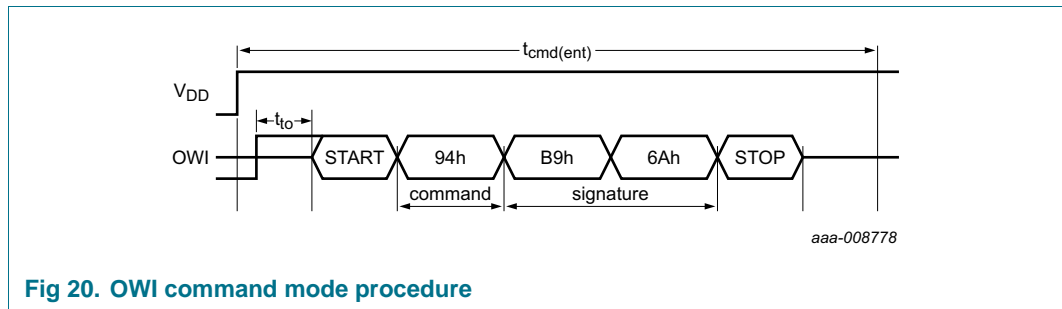 tcmd(ent)
VDD
tto
OWI
START
94h
B9h
6Ah
STOP
command
signature
aaa-008778
Fig 20. OWI command mode procedure